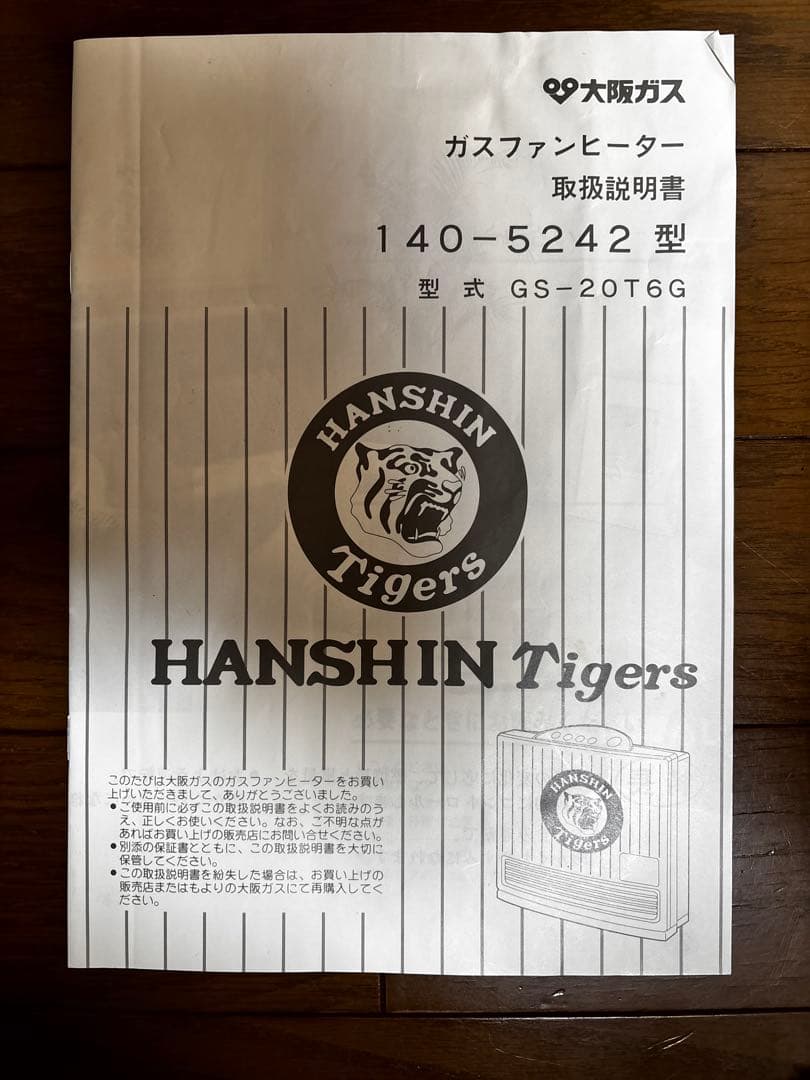 大阪ガス
ガスファンヒーター
取扱説明書
140-5242 型
型 式 GS-20T6G
HANSHIN
Tigers
HANSHIN Tigers
このたびは大阪ガスのガスファンヒーターをお買い
上げいただきまして、ありがとうございました。
●ご使用前に必ずこの取扱説明書をよくお読みのう
え、正しくお使いください。なお、ご不明な点が
あればお買い上げの販売店にお問い合せください。
●別添の保証書とともに、この取扱説明書を大切に
保管してください。
●この取扱説明書を紛失した場合は、お買い上げの
販売店またはもよりの大阪ガスにて再購入してく
ださい。
HANSHIN
Tigers